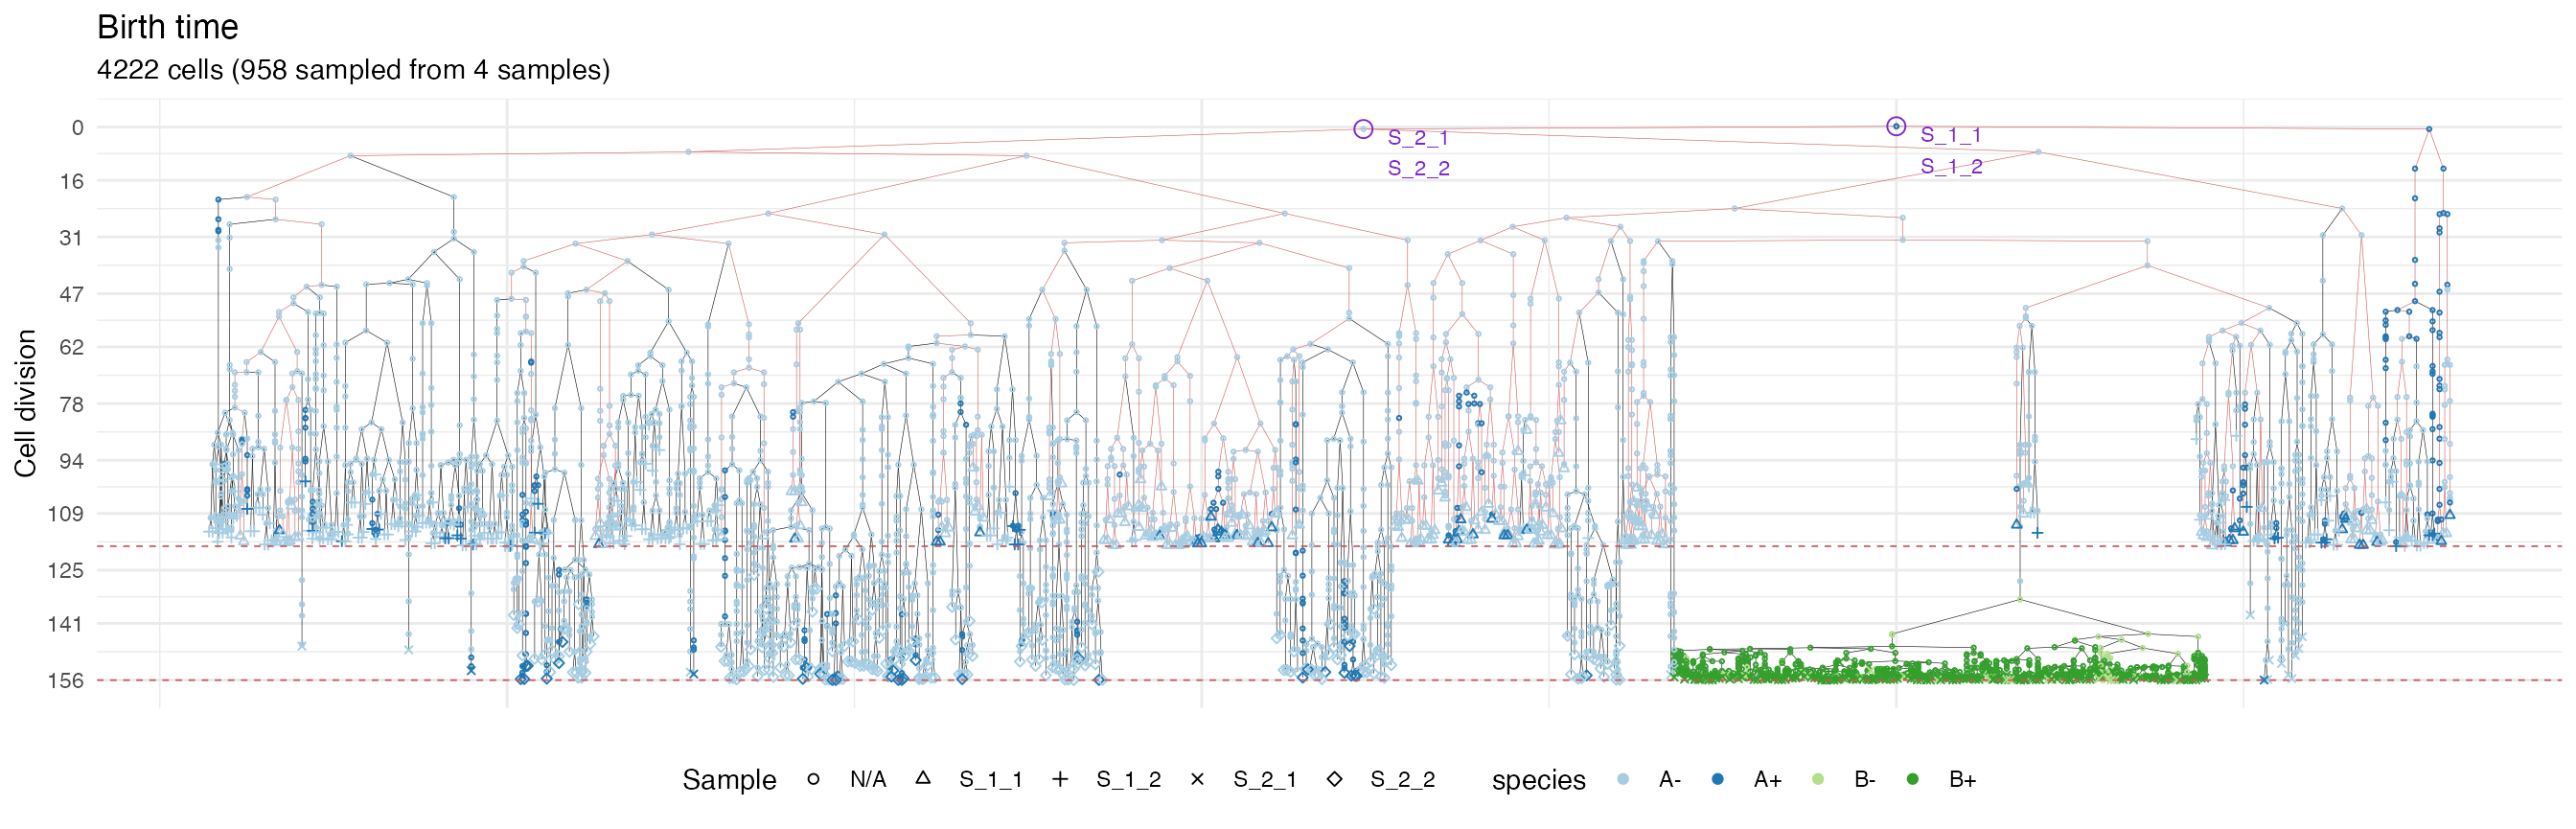 Birth time
4222 cells (958 sampled from 4 samples)
Cell division
0
16
31
47
62
78
94
109
125
141
156
S_2_1
S_2_2
S_1_1
S_1_2
Sample N/A S_1_1 S_1_2 S_2_1 S_2_2 species A- A+ B- B+